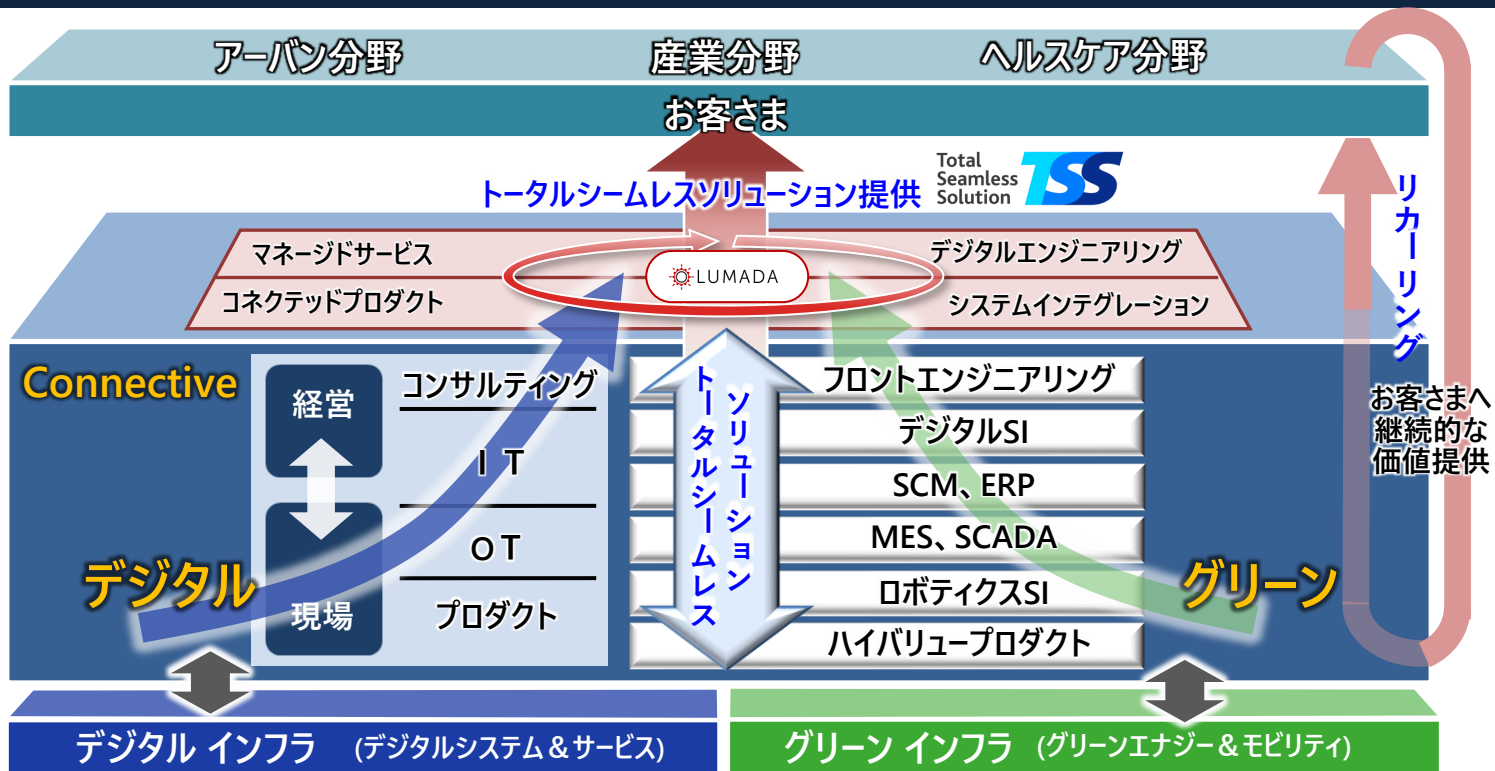 アーバン分野
産業分野
ヘルスケア分野
お客さま
トータルシームレスソリューション提供
Total
Seamless
Solution
TSS
マネージドサービス
デジタルエンジニアリング
LUMADA
コネクテッドプロダクト
システムインテグレーション
リカーリング
お客さまへ
継続的な
価値提供
Connective
経営
現場
コンサルティング
IT
OT
プロダクト
トータルシームレス
ソリューション
フロントエンジニアリング
デジタルSI
SCM、ERP
MES、SCADA
ロボティクスSI
ハイバリュープロダクト
デジタル
グリーン
デジタル インフラ (デジタルシステム＆サービス)
グリーン インフラ (グリーンエナジー＆モビリティ)